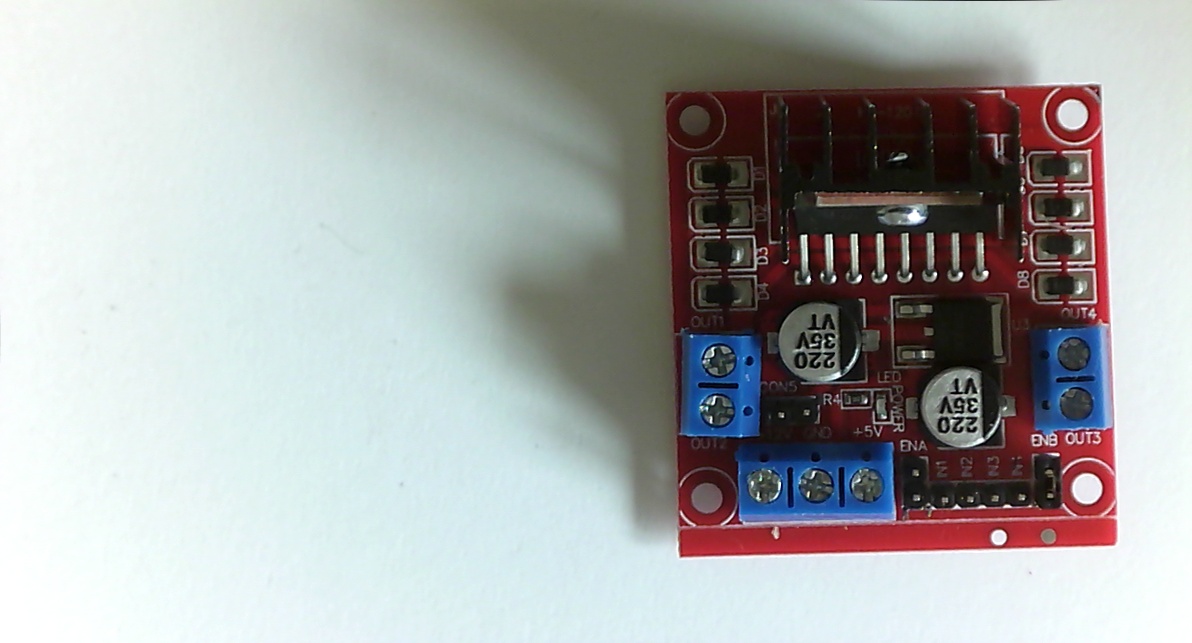 D1
D2
D3
D4
D8
OUT1
OUT4
U3
220
35V
VT
CON5
R4
LED
POWER
220
35V
VT
OUT2
GND
+5V
ENA
ENB
OUT3
IN1
IN2
IN3